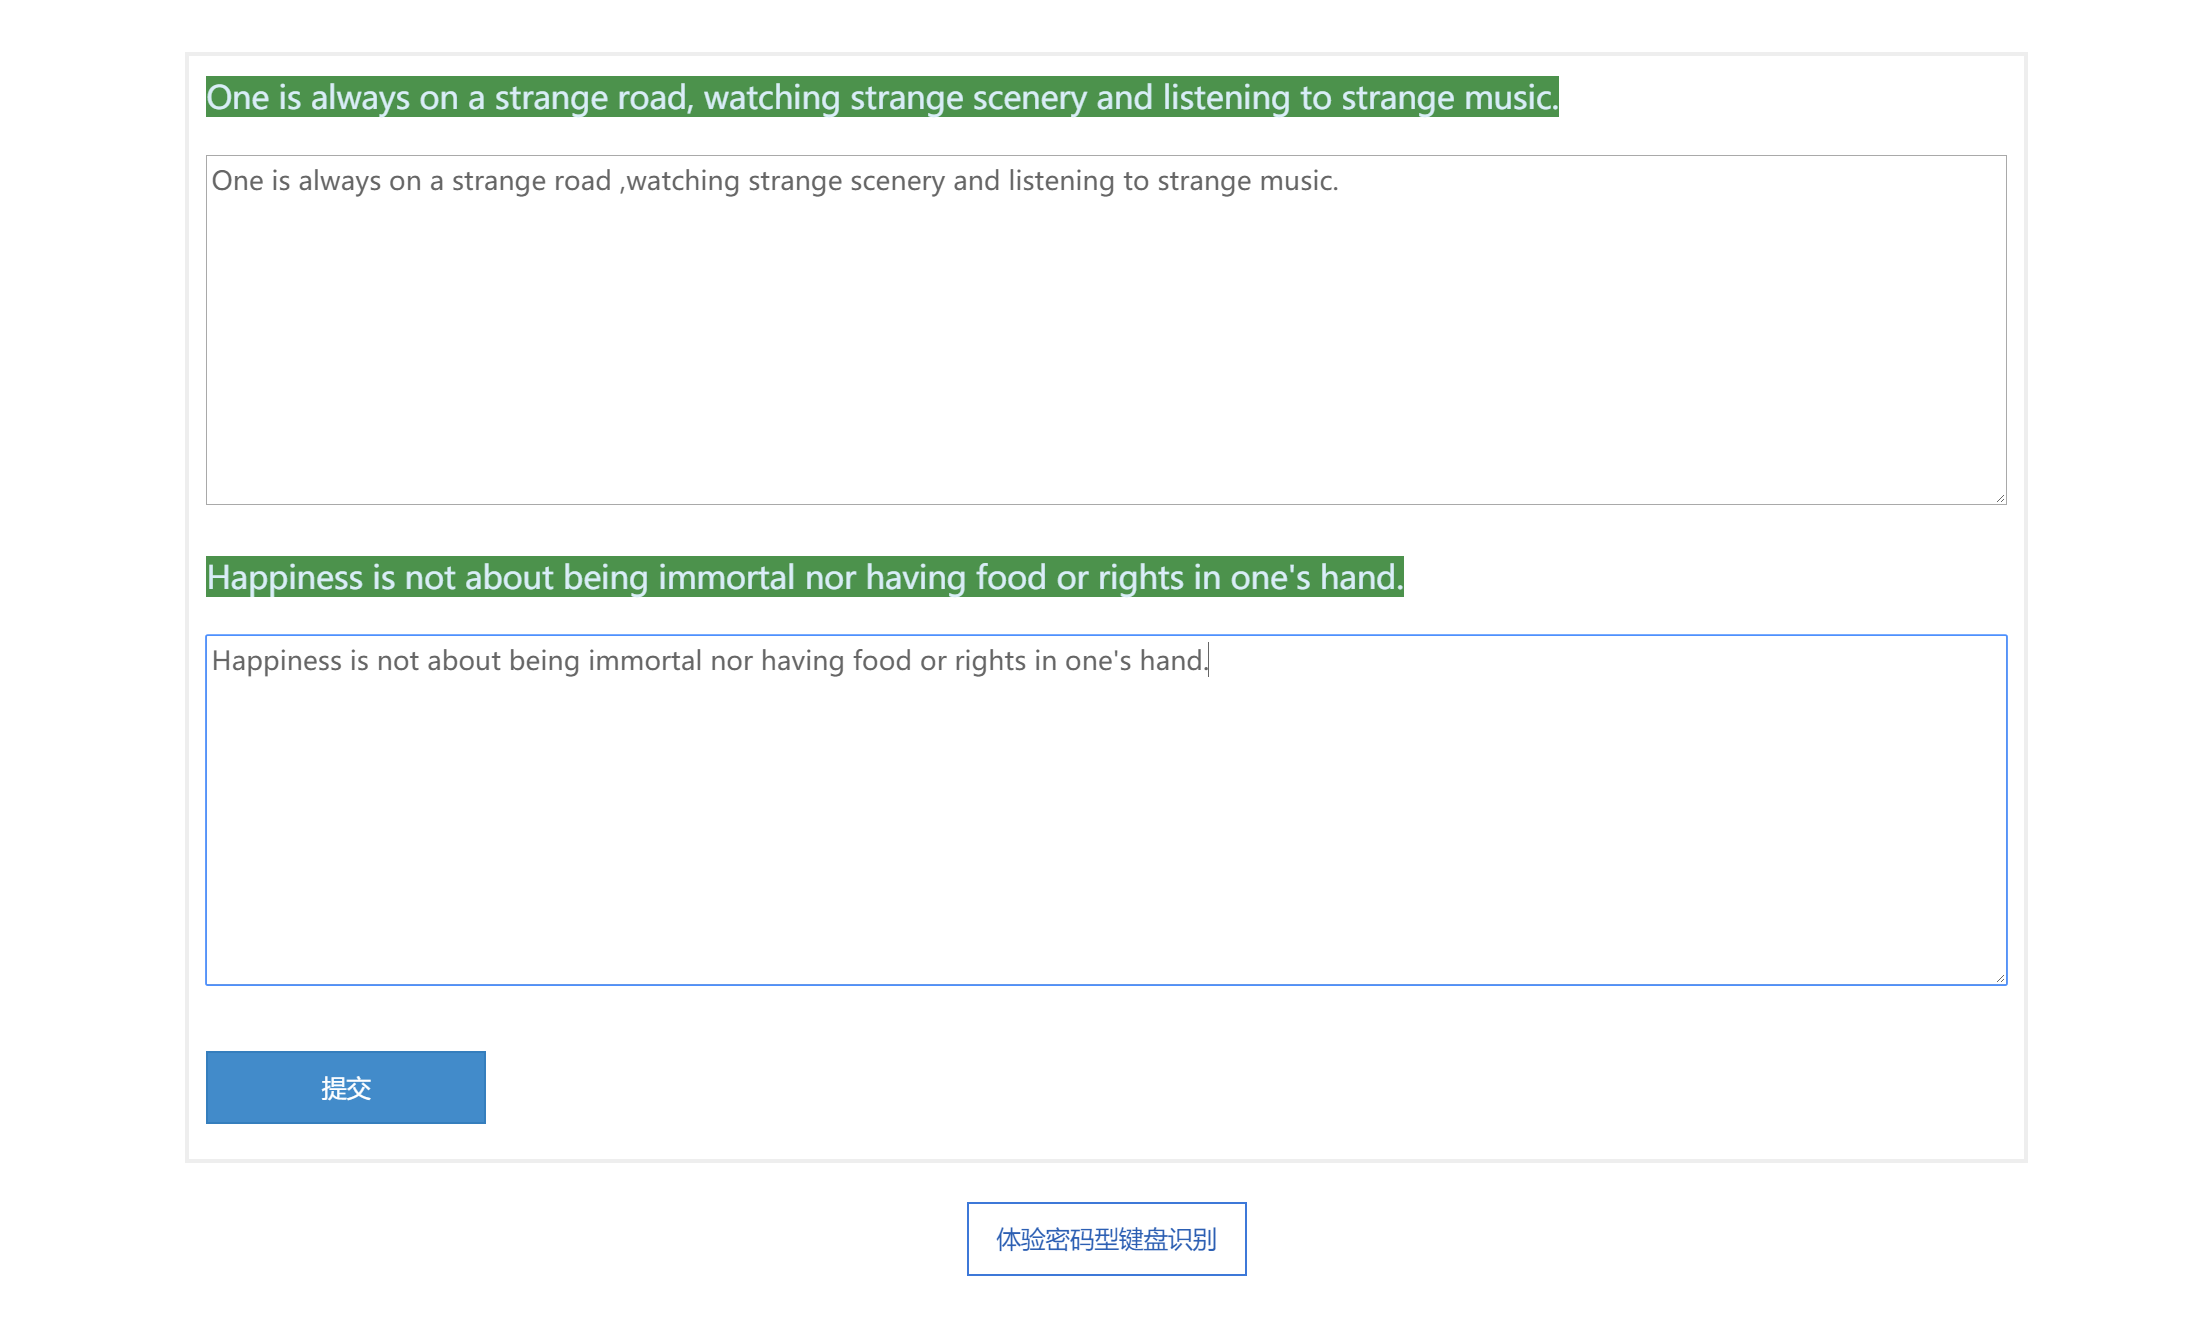 One is always on a strange road, watching strange scenery and listening to strange music.
One is always on a strange road ,watching strange scenery and listening to strange music.
Happiness is not about being immortal nor having food or rights in one's hand.
Happiness is not about being immortal nor having food or rights in one's hand.
提交
体验密码型键盘识别